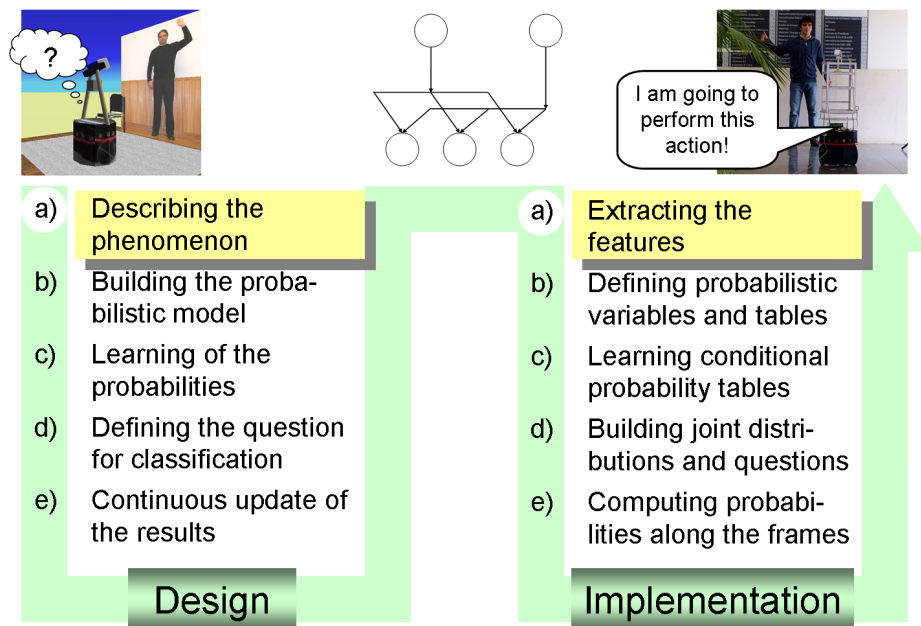 ?
I am going to
perform this
action!
a) Describing the
phenomenon
b) Building the proba-
bilistic model
c) Learning of the
probabilities
d) Defining the question
for classification
e) Continuous update of
the results
Design
a) Extracting the
features
b) Defining probabilistic
variables and tables
c) Learning conditional
probability tables
d) Building joint distri-
butions and questions
e) Computing probabi-
lities along the frames
Implementation